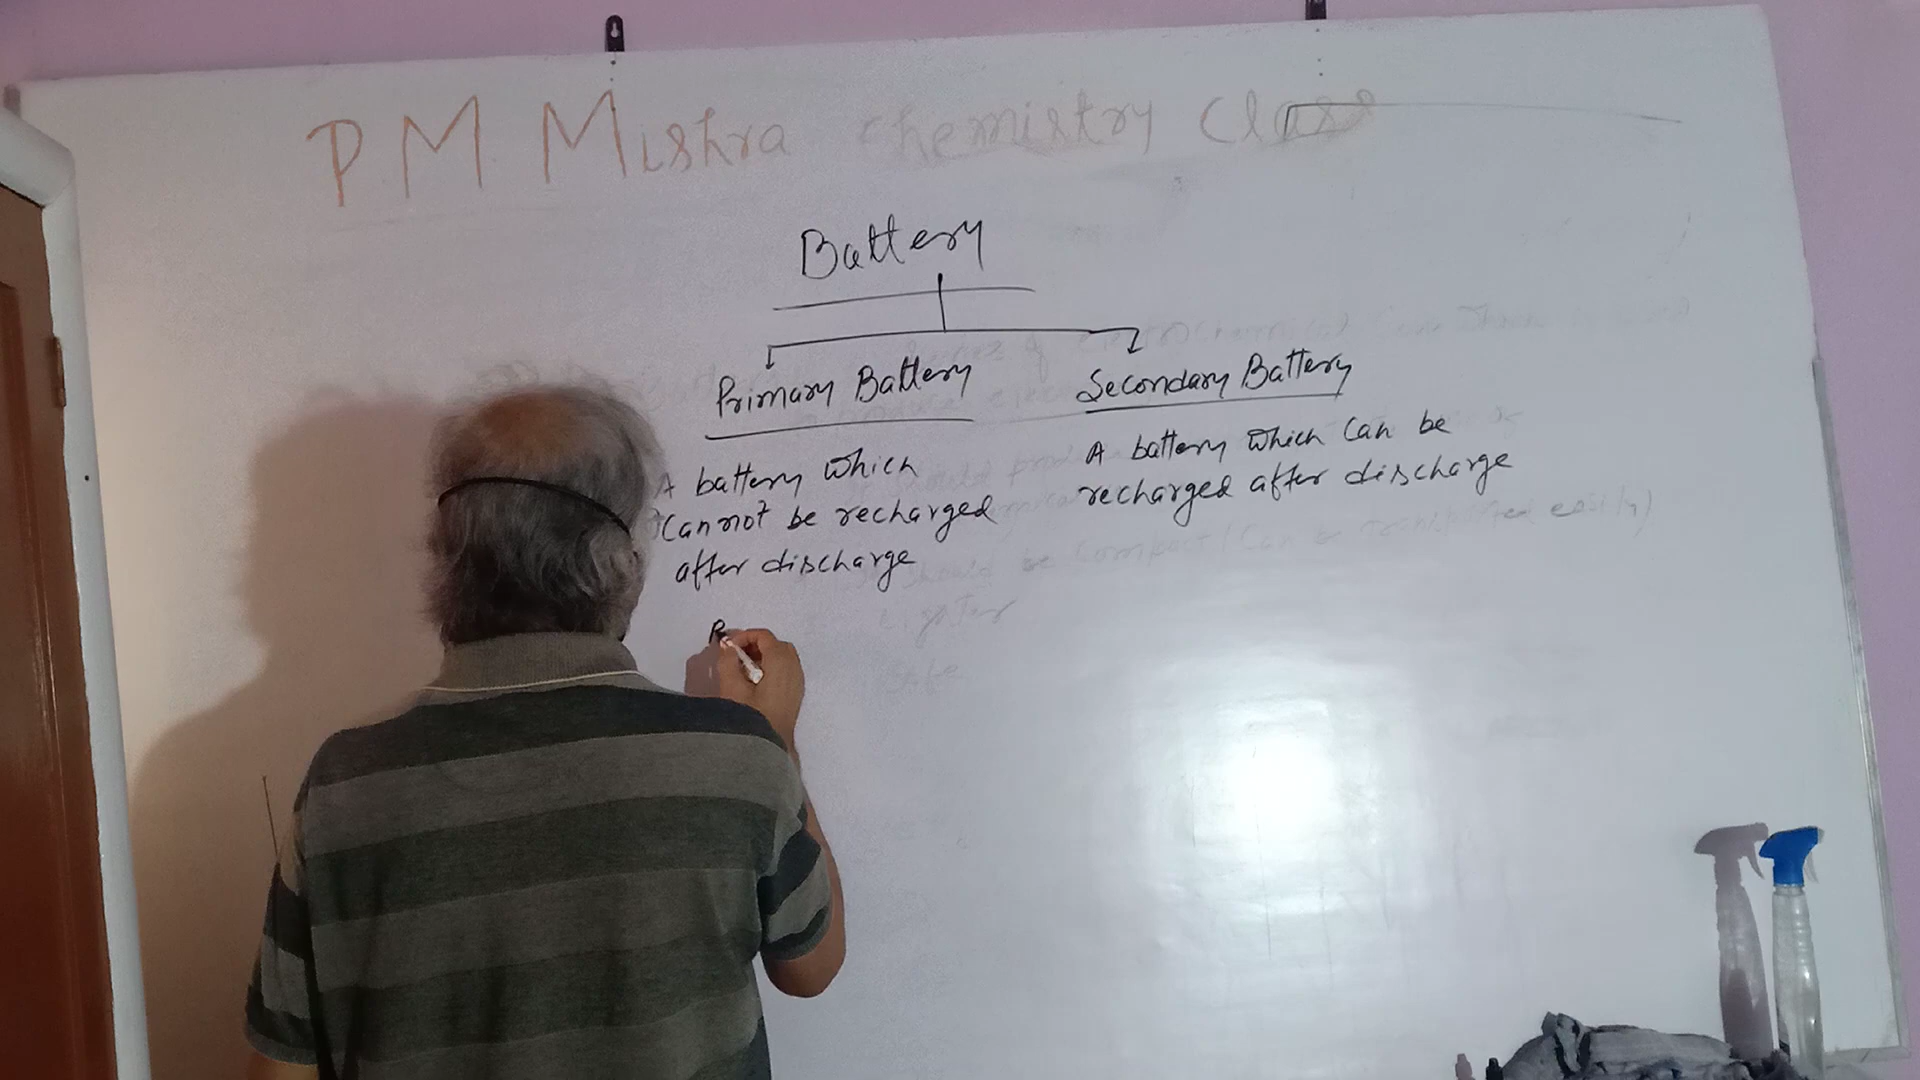 PM Mishra Chemistry Class
Battery
Primary Battery
Secondary Battery
A battery which
cannot be recharged
after discharge
A battery which can be
recharged after discharge